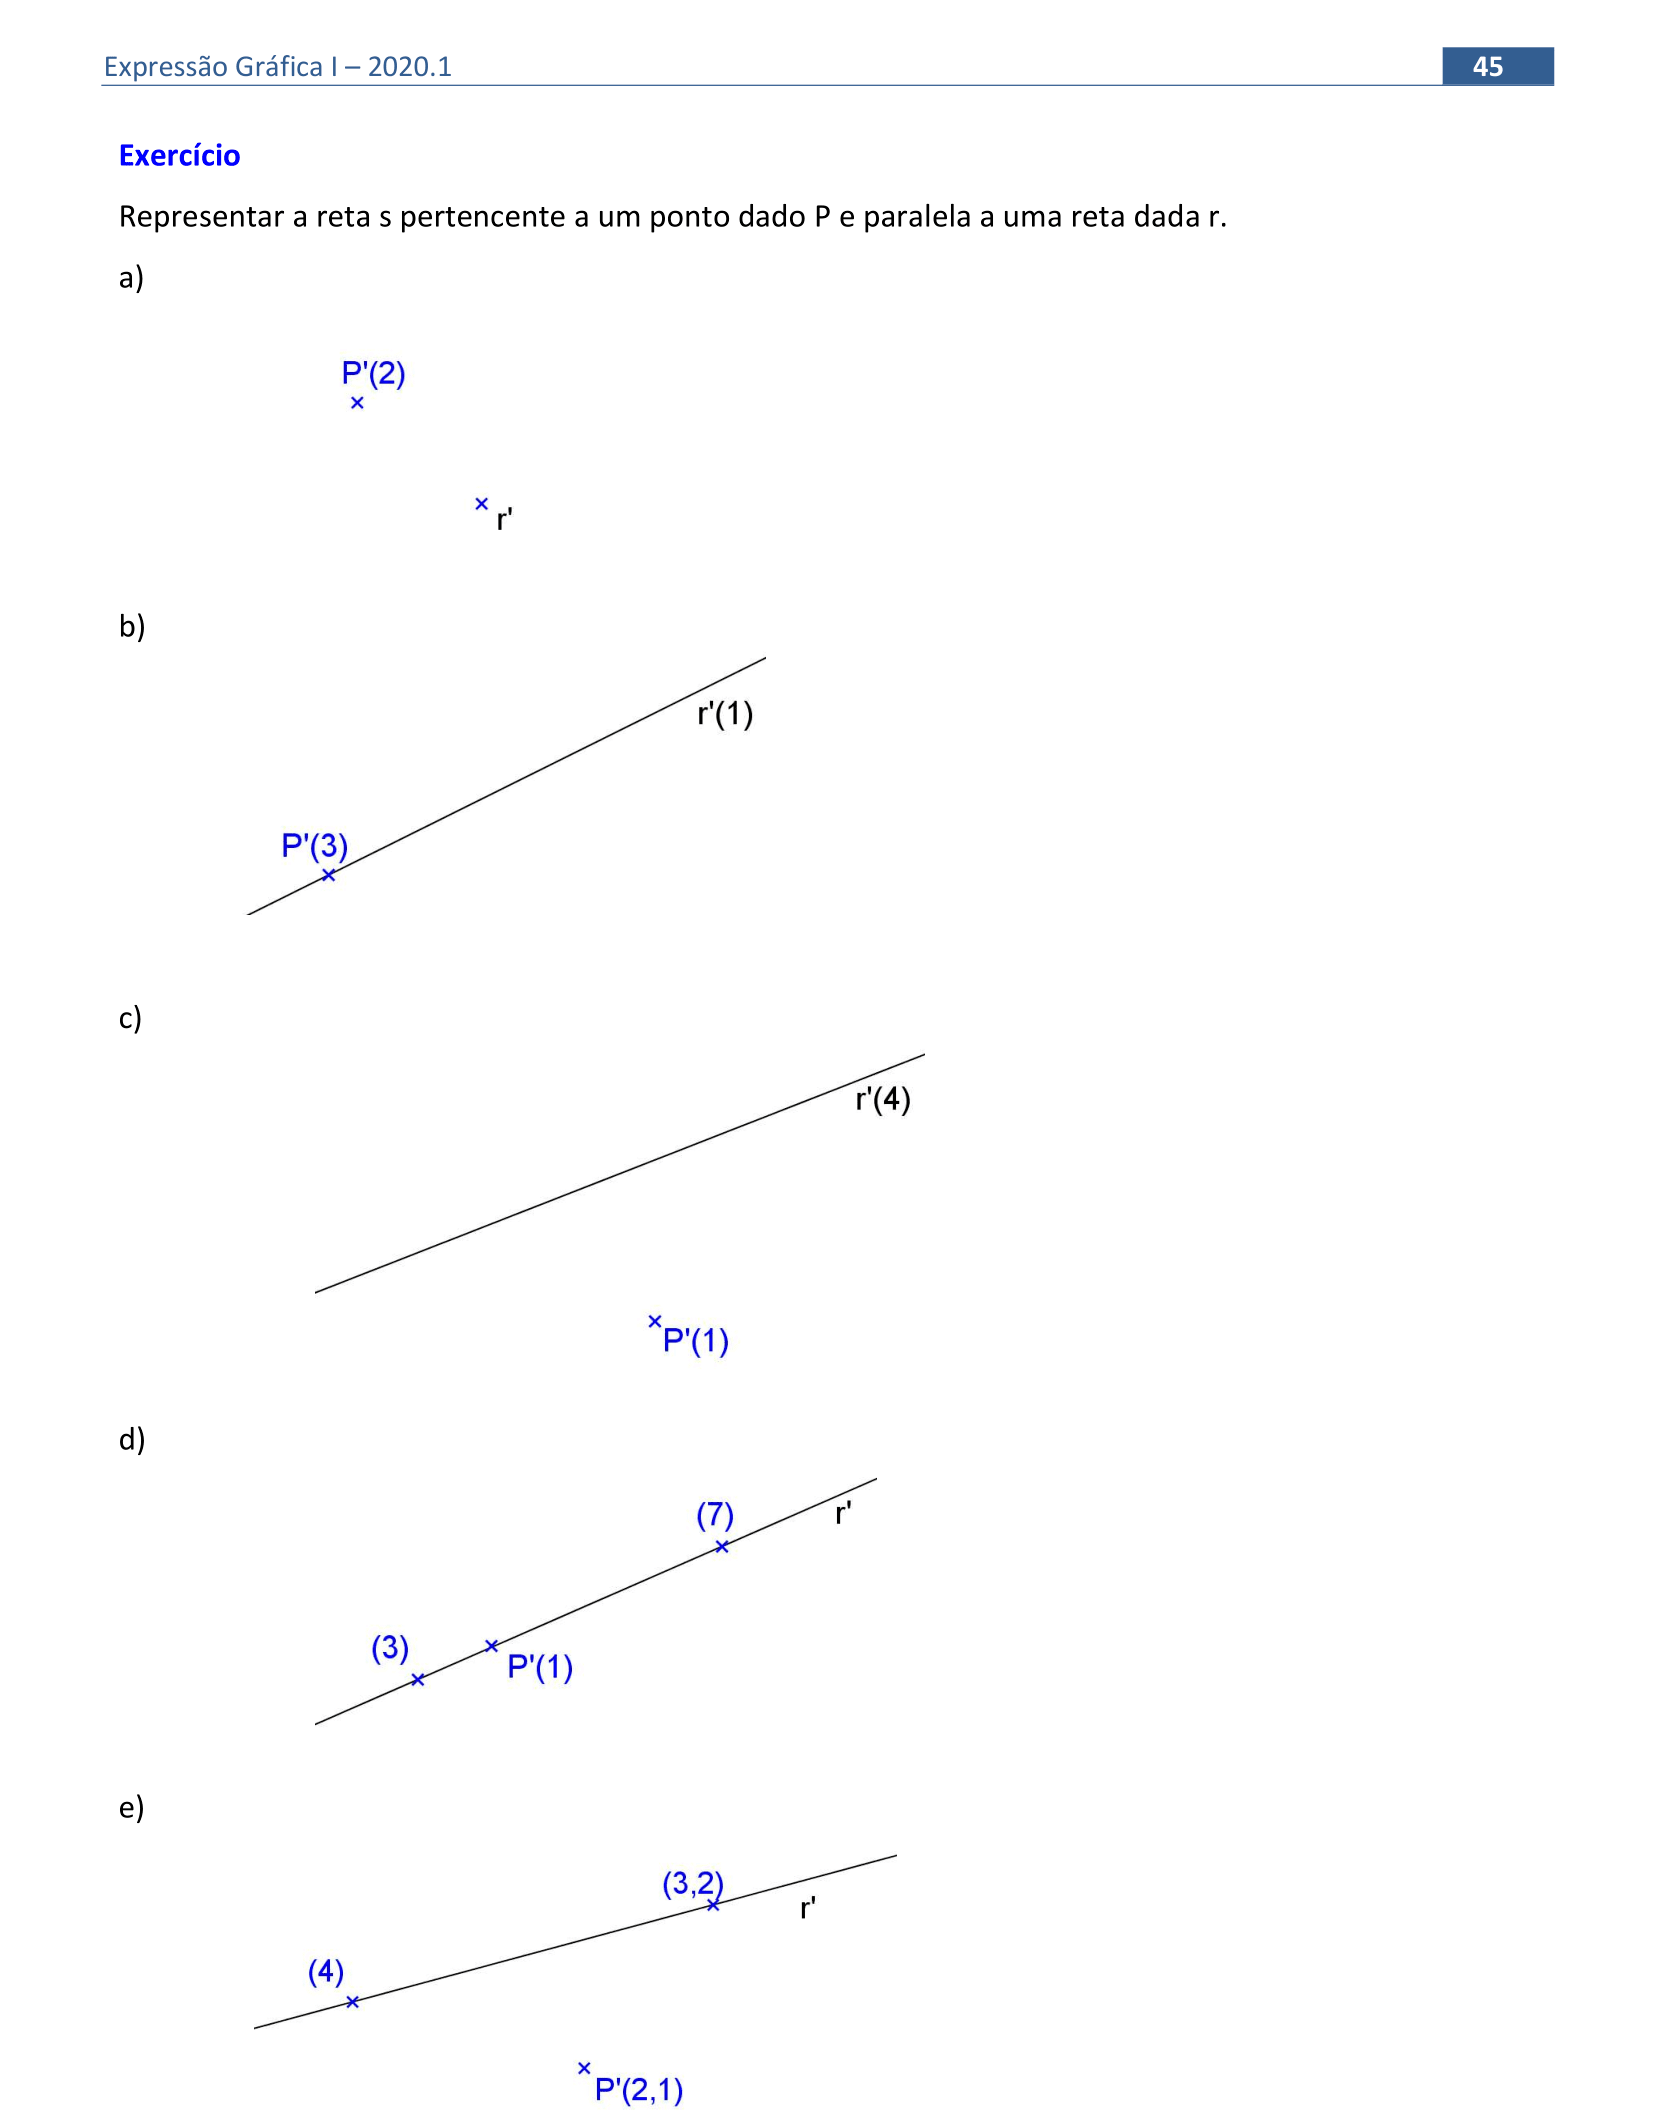 Expressão Gráfica I – 2020.1 45
Exercício
Representar a reta s pertencente a um ponto dado P e paralela a uma reta dada r.
a)
P'(2)
r'
b)
r'(1)
P'(3)
c)
r'(4)
P'(1)
d)
(7)
r'
(3)
P'(1)
e)
(3,2)
r'
(4)
P'(2,1)